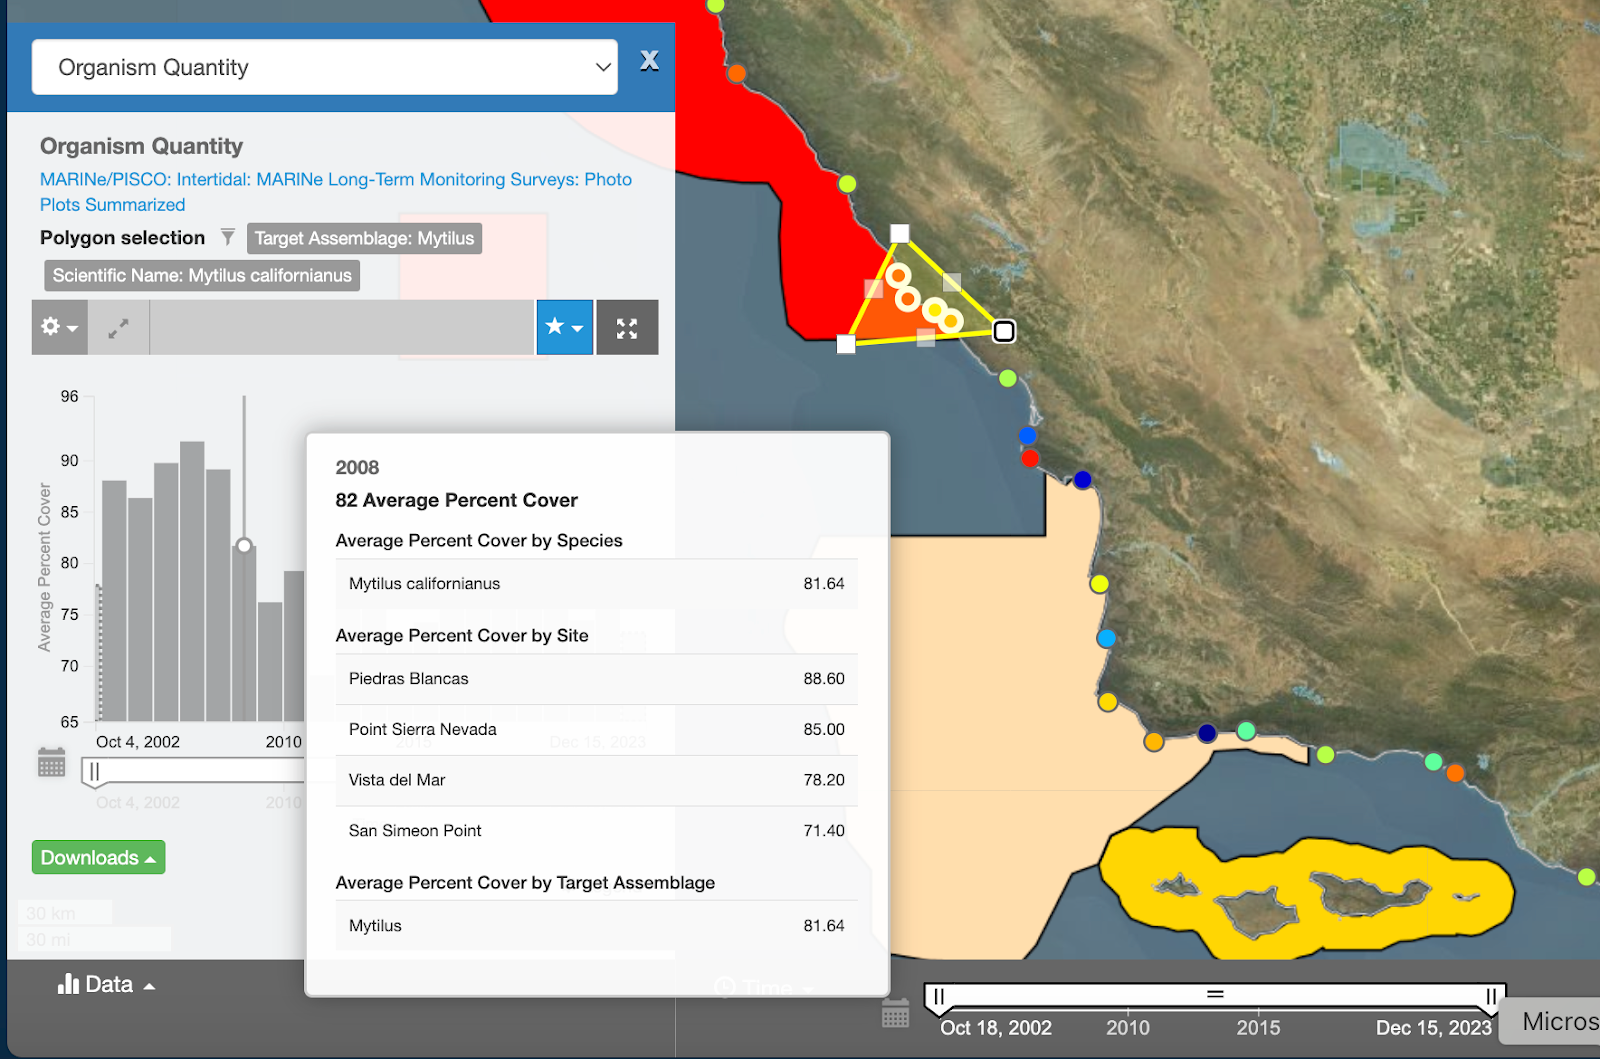 Organism Quantity
X
Organism Quantity
MARINe/PISCO: Intertidal: MARINe Long-Term Monitoring Surveys: Photo
Plots Summarized
Polygon selection Target Assemblage: Mytilus
Scientific Name: Mytilus californianus
96
90
85
80
75
70
65
Average Percent Cover
Oct 4, 2002 2010 2015 Dec 15, 2023
Oct 4, 2002 2010
2008
82 Average Percent Cover
Average Percent Cover by Species
Mytilus californianus 81.64
Average Percent Cover by Site
Piedras Blancas 88.60
Point Sierra Nevada 85.00
Vista del Mar 78.20
San Simeon Point 71.40
Average Percent Cover by Target Assemblage
Mytilus 81.64
Downloads
30 km
30 mi
Data
Time
Oct 18, 2002 2010 2015 Dec 15, 2023
Micros